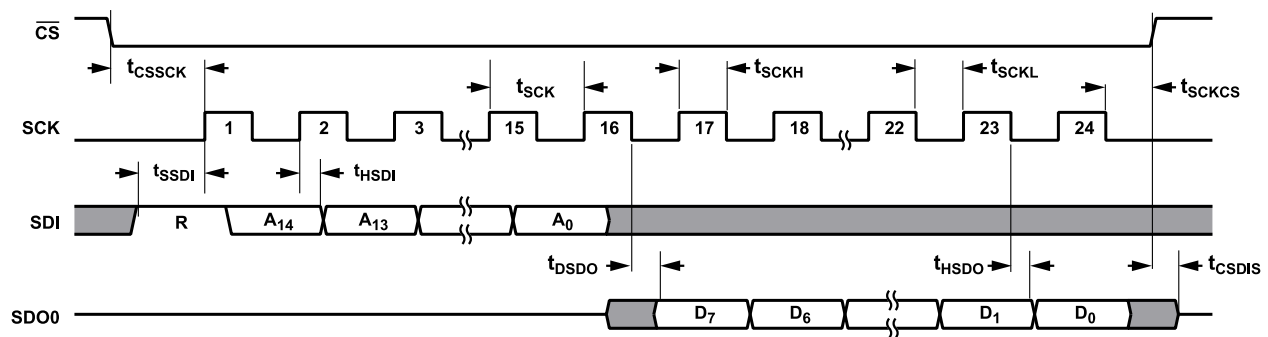 CS
tCSSCK tSCK tSCKH tSCKL tSCKCS
SCK 1 2 3 15 16 17 18 22 23 24
tSSDI tHSDI
SDI R A14 A13 A0
tDSDO tHSDO tCSDIS
SDO0 D7 D6 D1 D0